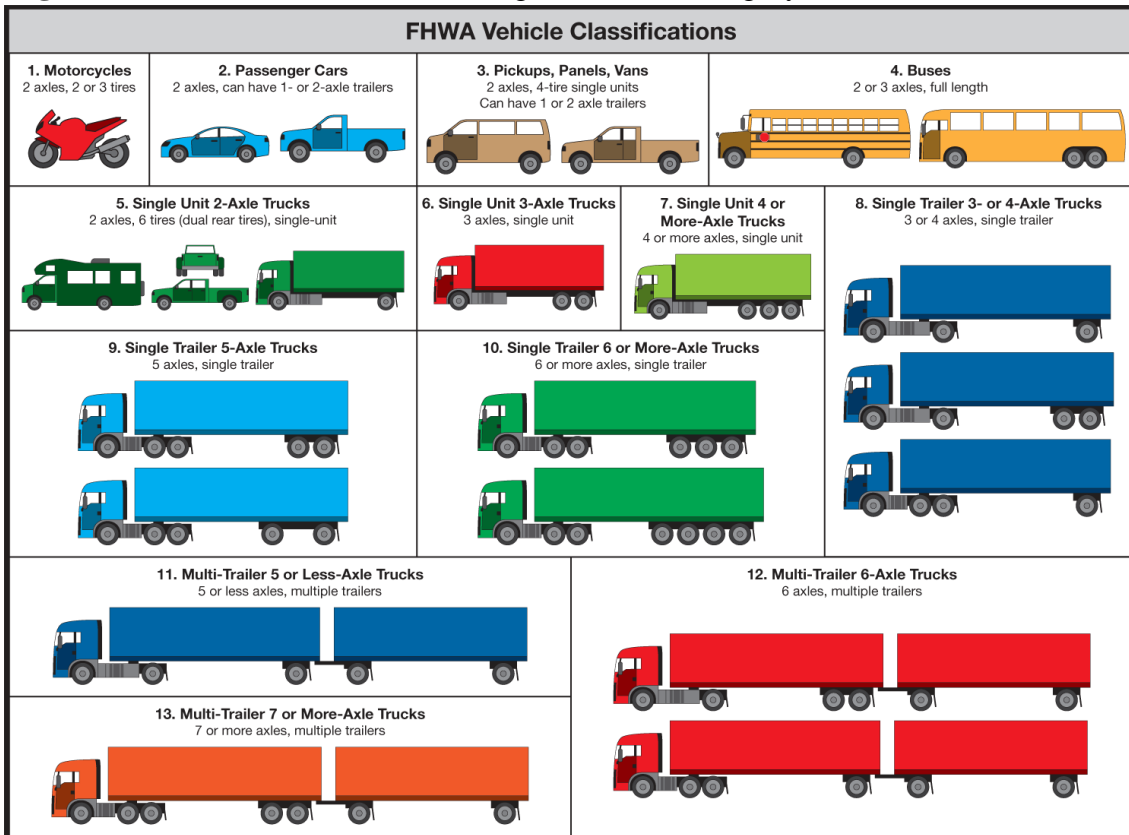 FHWA Vehicle Classifications
1. Motorcycles
2 axles, 2 or 3 tires
2. Passenger Cars
2 axles, can have 1- or 2-axle trailers
3. Pickups, Panels, Vans
2 axles, 4-tire single units
Can have 1 or 2 axle trailers
4. Buses
2 or 3 axles, full length
5. Single Unit 2-Axle Trucks
2 axles, 6 tires (dual rear tires), single-unit
6. Single Unit 3-Axle Trucks
3 axles, single unit
7. Single Unit 4 or
More-Axle Trucks
4 or more axles, single unit
8. Single Trailer 3- or 4-Axle Trucks
3 or 4 axles, single trailer
9. Single Trailer 5-Axle Trucks
5 axles, single trailer
10. Single Trailer 6 or More-Axle Trucks
6 or more axles, single trailer
11. Multi-Trailer 5 or Less-Axle Trucks
5 or less axles, multiple trailers
12. Multi-Trailer 6-Axle Trucks
6 axles, multiple trailers
13. Multi-Trailer 7 or More-Axle Trucks
7 or more axles, multiple trailers